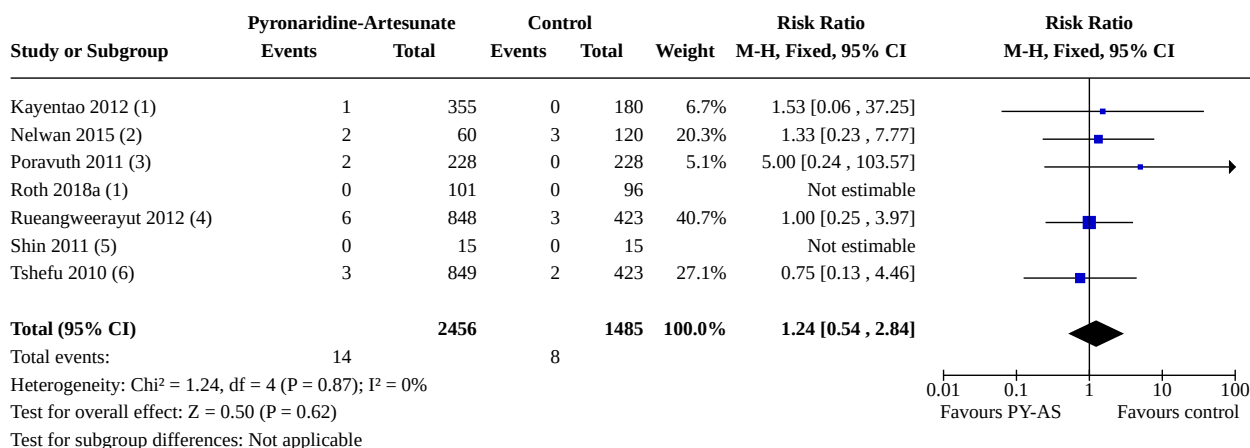 Pyronaridine-Artesunate Control Risk Ratio Risk Ratio
Study or Subgroup Events Total Events Total Weight M-H, Fixed, 95% CI M-H, Fixed, 95% CI
Kayentao 2012 (1) 1 355 0 180 6.7% 1.53 [0.06 , 37.25]
Nelwan 2015 (2) 2 60 3 120 20.3% 1.33 [0.23 , 7.77]
Poravuth 2011 (3) 2 228 0 228 5.1% 5.00 [0.24 , 103.57]
Roth 2018a (1) 0 101 0 96 Not estimable
Rueangweerayut 2012 (4) 6 848 3 423 40.7% 1.00 [0.25 , 3.97]
Shin 2011 (5) 0 15 0 15 Not estimable
Tshefu 2010 (6) 3 849 2 423 27.1% 0.75 [0.13 , 4.46]
Total (95% CI) 2456 1485 100.0% 1.24 [0.54 , 2.84]
Total events: 14 8
Heterogeneity: Chi² = 1.24, df = 4 (P = 0.87); I² = 0%
0.01 0.1 1 10 100
Test for overall effect: Z = 0.50 (P = 0.62) Favours PY-AS Favours control
Test for subgroup differences: Not applicable